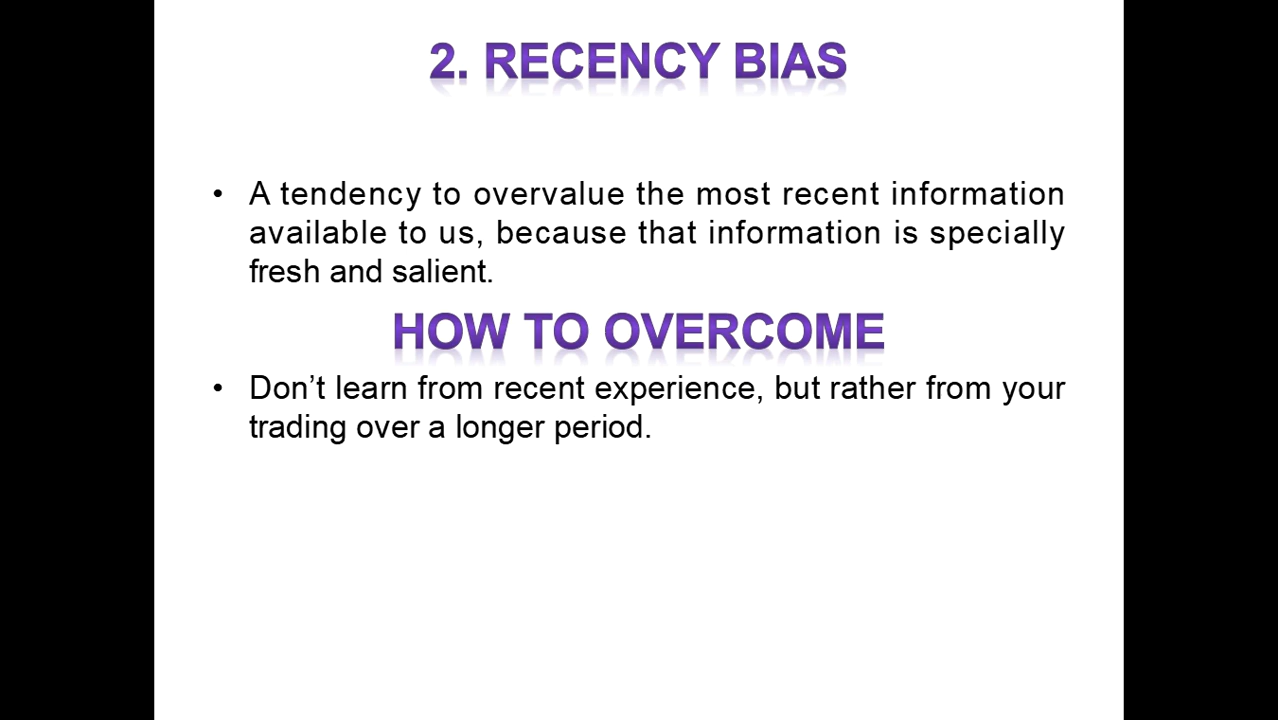 2. RECENCY BIAS
• A tendency to overvalue the most recent information
available to us, because that information is specially
fresh and salient.
HOW TO OVERCOME
• Don’t learn from recent experience, but rather from your
trading over a longer period.